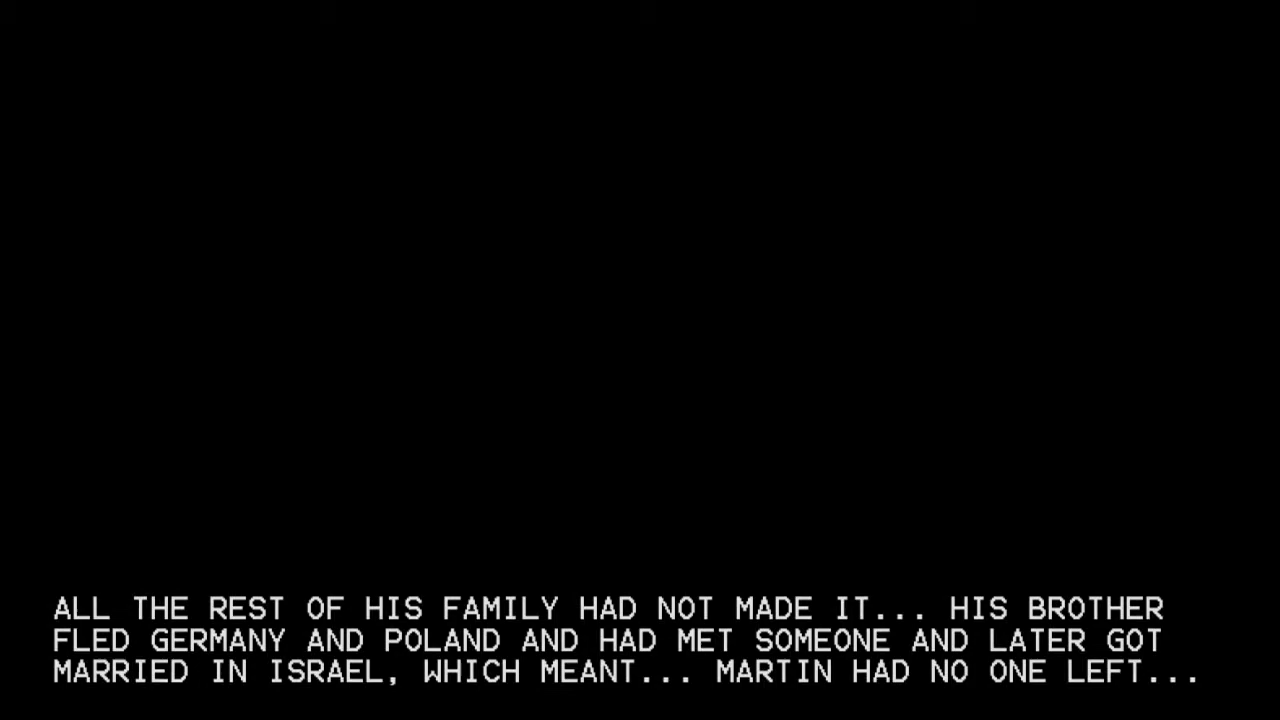 ALL THE REST OF HIS FAMILY HAD NOT MADE IT... HIS BROTHER
FLED GERMANY AND POLAND AND HAD MET SOMEONE AND LATER GOT
MARRIED IN ISRAEL, WHICH MEANT... MARTIN HAD NO ONE LEFT...